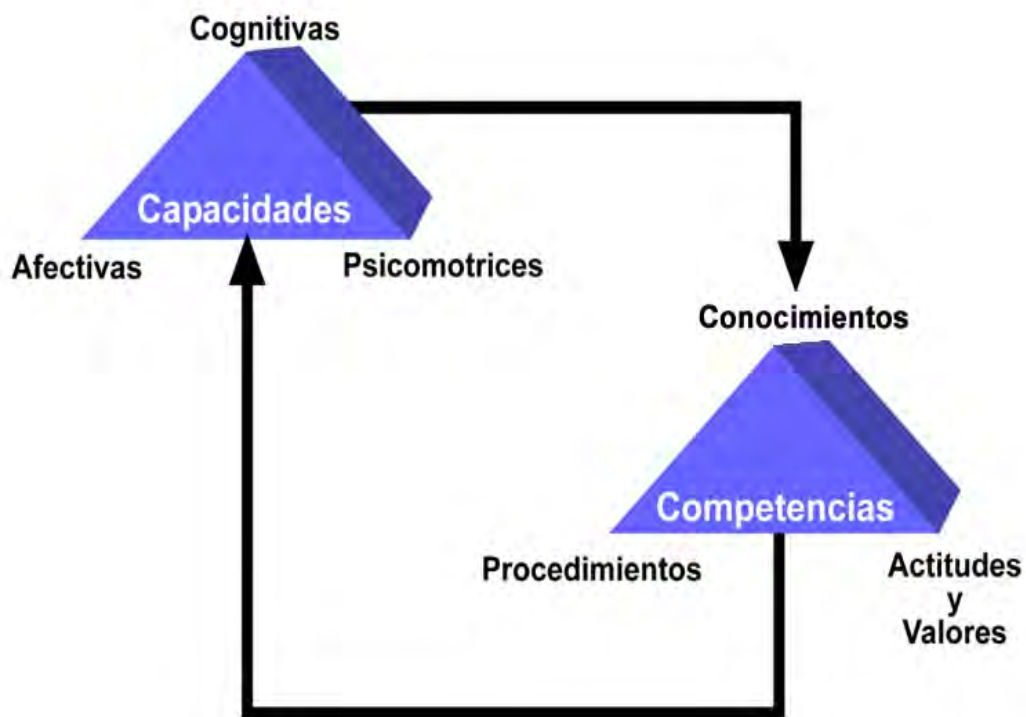 Cognitivas
Capacidades
Afectivas
Psicomotrices
Conocimientos
Competencias
Procedimientos
Actitudes
y
Valores